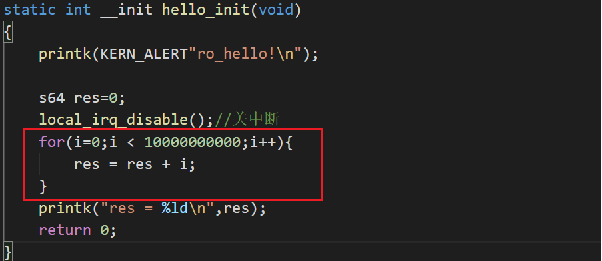 static int __init hello_init(void)
{
printk(KERN_ALERT"ro_hello!\n");
s64 res=0;
local_irq_disable();//关中断
for(i=0;i < 10000000000;i++){
res = res + i;
}
printk("res = %ld\n",res);
return 0;
}